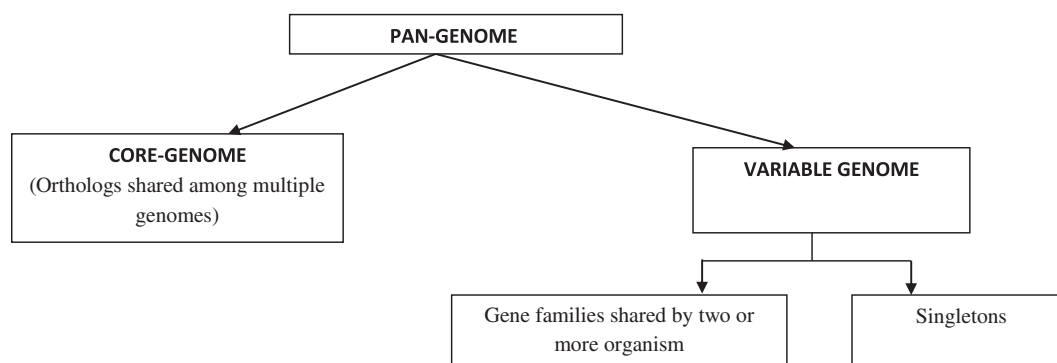 PAN-GENOME
CORE-GENOME
(Orthologs shared among multiple
genomes)
VARIABLE GENOME
Gene families shared by two or
more organism
Singletons